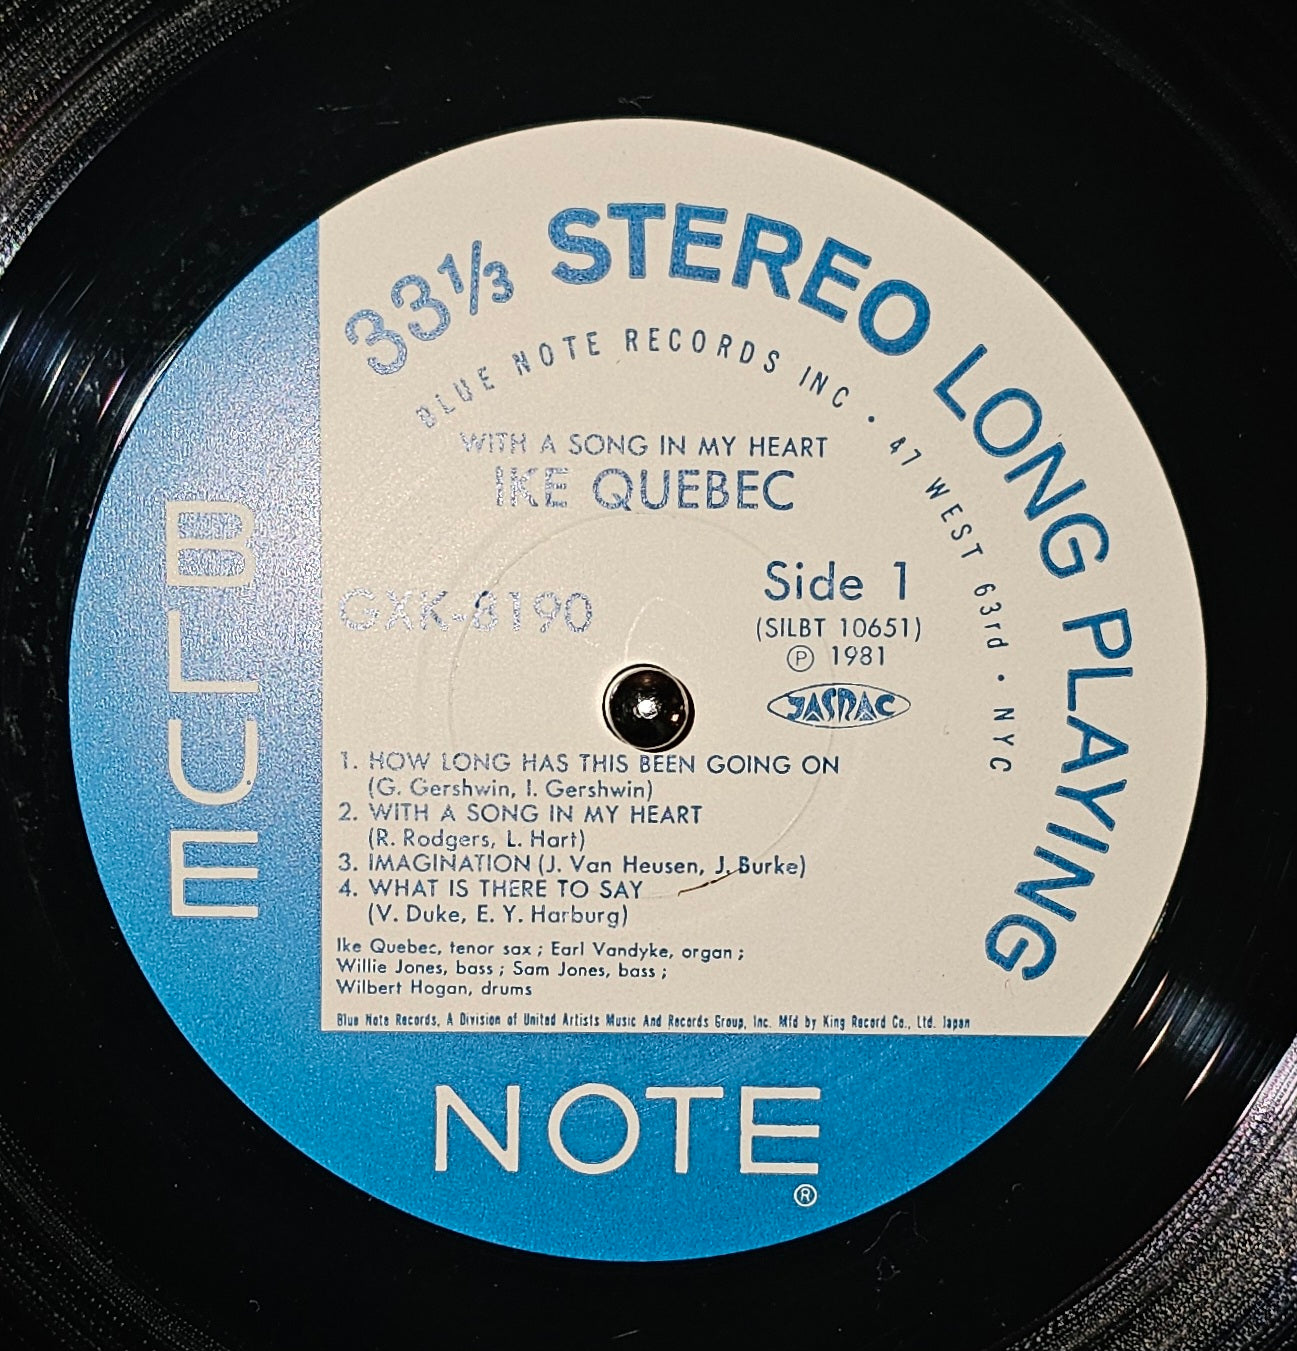 33⅓ STEREO LONG PLAYING
BLUE NOTE RECORDS INC • 47 WEST 63rd • NYC
WITH A SONG IN MY HEART
IKE QUEBEC
GXK-8190
Side 1
(SILBT 10651)
Ⓟ 1981
JASRAC
1. HOW LONG HAS THIS BEEN GOING ON
(G. Gershwin, I. Gershwin)
2. WITH A SONG IN MY HEART
(R. Rodgers, L. Hart)
3. IMAGINATION (J. Van Heusen, J. Burke)
4. WHAT IS THERE TO SAY
(V. Duke, E. Y. Harburg)
Ike Quebec, tenor sax ; Earl Vandyke, organ ;
Willie Jones, bass ; Sam Jones, bass ;
Wilbert Hogan, drums
Blue Note Records, A Division of United Artists Music And Records Group, Inc. Mfd by King Record Co., Ltd. Japan
BLUE
NOTE
®